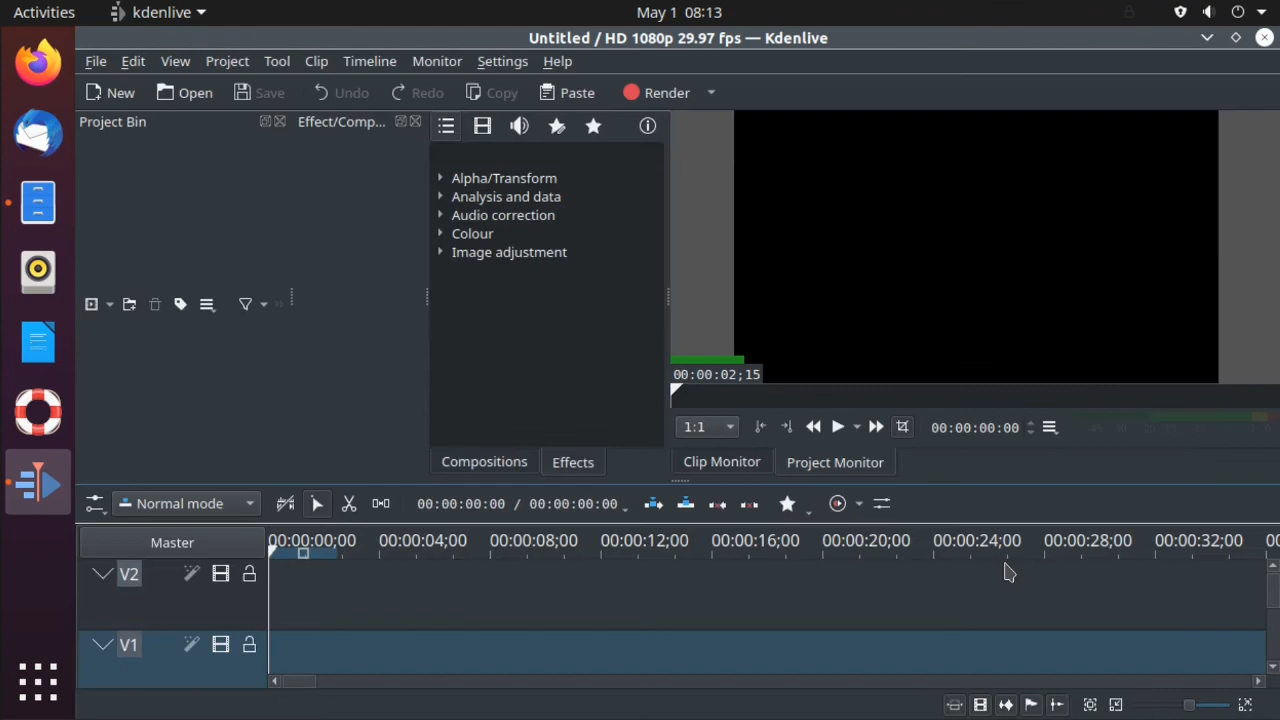 Activities kdenlive May 1 08:13
Untitled / HD 1080p 29.97 fps — Kdenlive
File Edit View Project Tool Clip Timeline Monitor Settings Help
New Open Save Undo Redo Copy Paste Render
Project Bin Effect/Comp...
Alpha/Transform
Analysis and data
Audio correction
Colour
Image adjustment
00:00:02;15
1:1 00:00:00;00
Compositions Effects Clip Monitor Project Monitor
Normal mode 00:00:00;00 / 00:00:00;00
Master 00:00:00;00 00:00:04;00 00:00:08;00 00:00:12;00 00:00:16;00 00:00:20;00 00:00:24;00 00:00:28;00 00:00:32;00 00
V2
V1